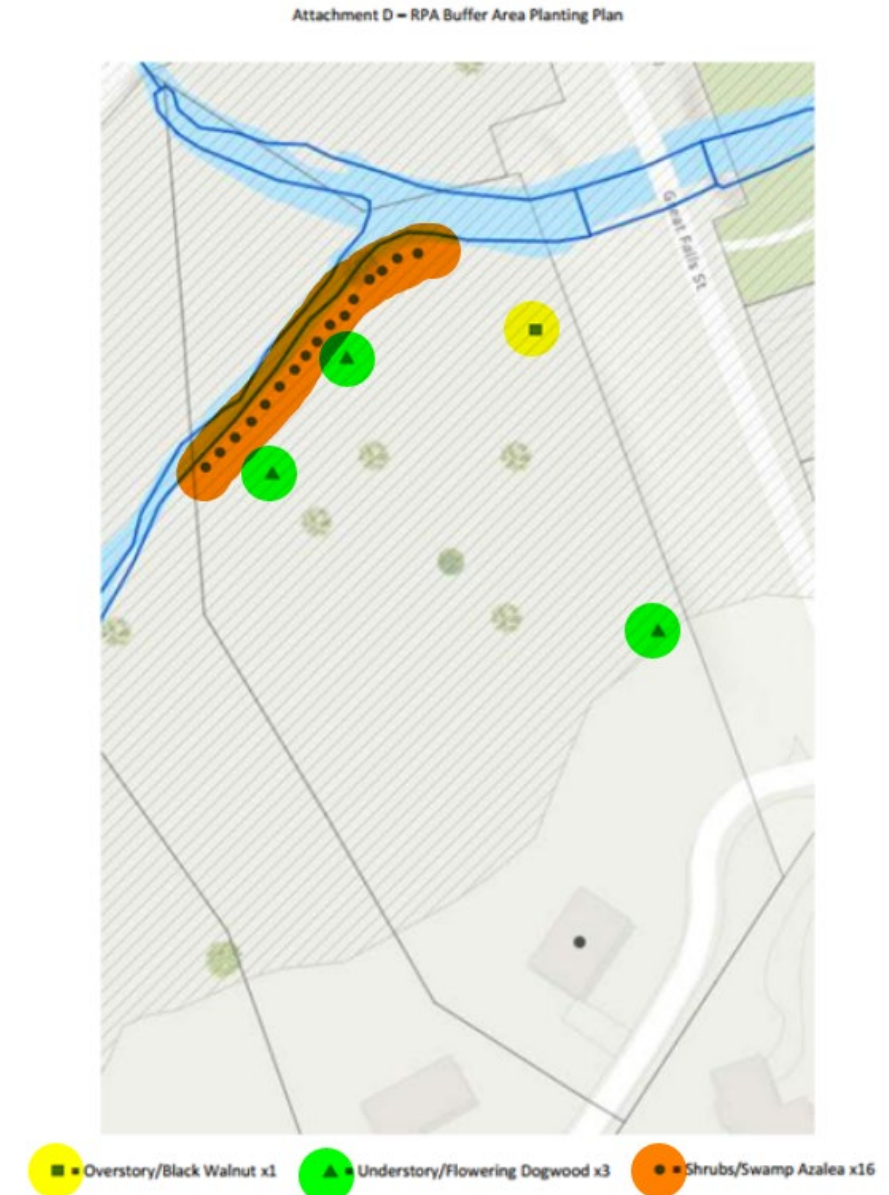 Attachment D – RPA Buffer Area Planting Plan
Great Falls St
= Overstory/Black Walnut x1
= Understory/Flowering Dogwood x3
= Shrubs/Swamp Azalea x16